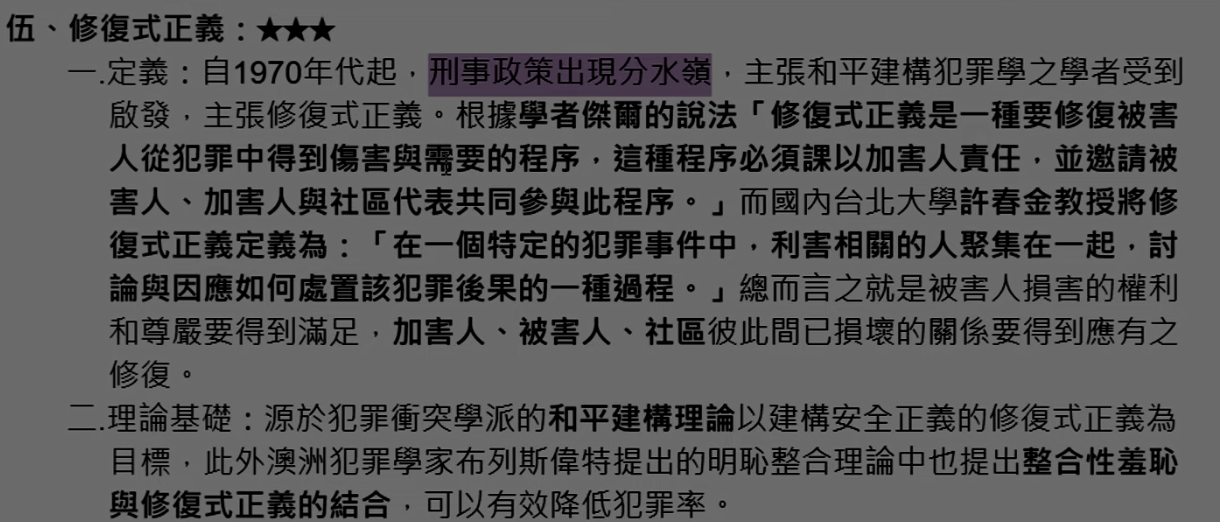 伍、修復式正義：★★★
一.定義：自1970年代起，刑事政策出現分水嶺，主張和平建構犯罪學之學者受到
啟發，主張修復式正義。根據學者傑爾的說法「修復式正義是一種要修復被害
人從犯罪中得到傷害與需要的程序，這種程序必須課以加害人責任，並邀請被
害人、加害人與社區代表共同參與此程序。」而國內台北大學許春金教授將修
復式正義定義為：「在一個特定的犯罪事件中，利害相關的人聚集在一起，討
論與因應如何處置該犯罪後果的一種過程。」總而言之就是被害人損害的權利
和尊嚴要得到滿足，加害人、被害人、社區彼此間已損壞的關係要得到應有之
修復。
二.理論基礎：源於犯罪衝突學派的和平建構理論以建構安全正義的修復式正義為
目標，此外澳洲犯罪學家布列斯偉特提出的明恥整合理論中也提出整合性羞恥
與修復式正義的結合，可以有效降低犯罪率。